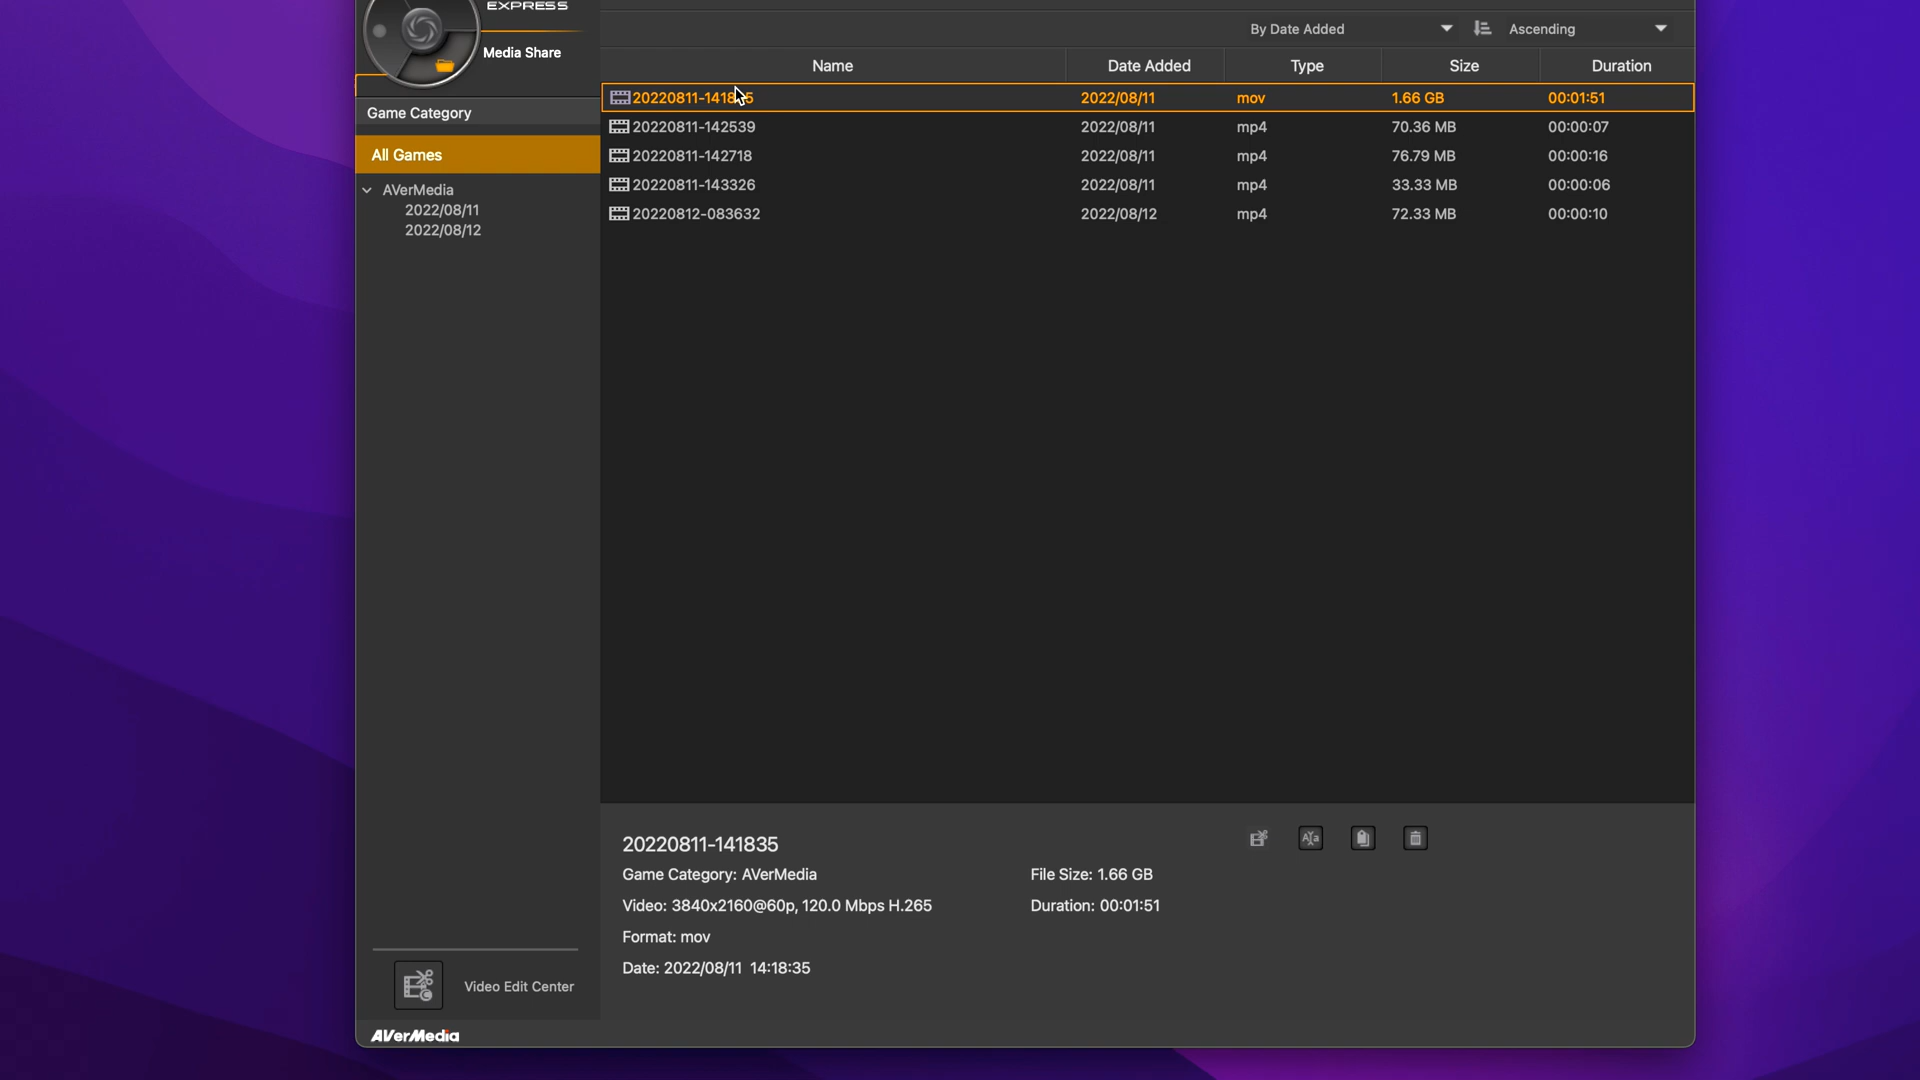 EXPRESS
Media Share
By Date Added
Ascending
Game Category
All Games
AVerMedia
2022/08/11
2022/08/12
Name Date Added Type Size Duration
20220811-141835 2022/08/11 mov 1.66 GB 00:01:51
20220811-142539 2022/08/11 mp4 70.36 MB 00:00:07
20220811-142718 2022/08/11 mp4 76.79 MB 00:00:16
20220811-143326 2022/08/11 mp4 33.33 MB 00:00:06
20220812-083632 2022/08/12 mp4 72.33 MB 00:00:10
20220811-141835
Game Category: AVerMedia
File Size: 1.66 GB
Video: 3840x2160@60p, 120.0 Mbps H.265
Duration: 00:01:51
Format: mov
Date: 2022/08/11 14:18:35
Video Edit Center
AVerMedia